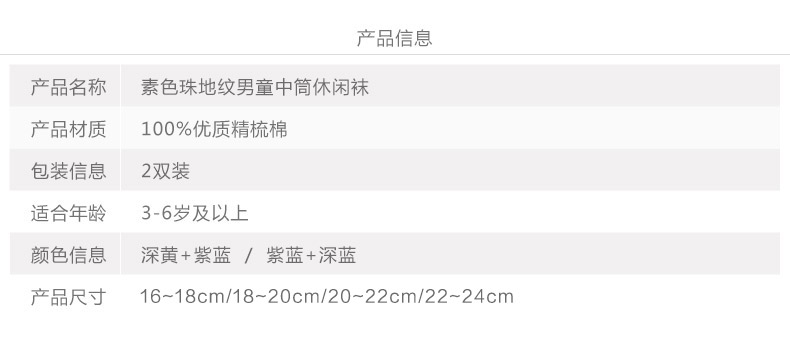 产品信息
产品名称 素色珠地纹男童中筒休闲袜
产品材质 100%优质精梳棉
包装信息 2双装
适合年龄 3-6岁及以上
颜色信息 深黄+紫蓝 / 紫蓝+深蓝
产品尺寸 16~18cm/18~20cm/20~22cm/22~24cm